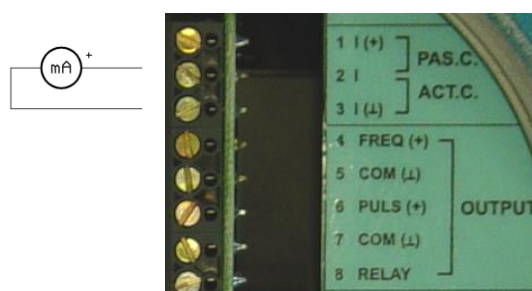 mA +
1 I (+)
PAS.C.
2 I
ACT.C.
3 I (⊥)
4 FREQ (+)
5 COM (⊥)
6 PULS (+) OUTPUT
7 COM (⊥)
8 RELAY